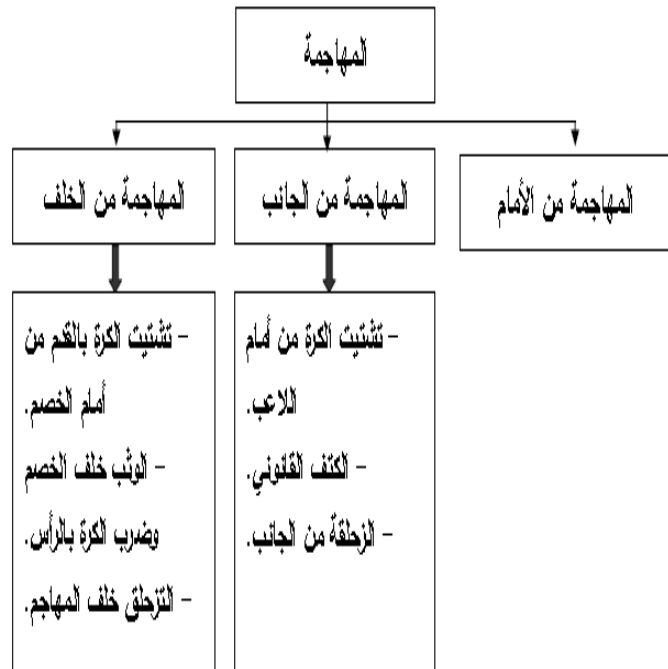 المهاجمة
المهاجمة من الأمام
المهاجمة من الجانب
المهاجمة من الخلف
- تشتيت الكرة من أمام
اللاعب.
- الكتف القانوني.
- الزحلقة من الجانب.
- تشتيت الكرة بالقدم من
أمام الخصم.
- الوثب خلف الخصم
وضرب الكرة بالرأس.
- التزحلق خلف المهاجم.